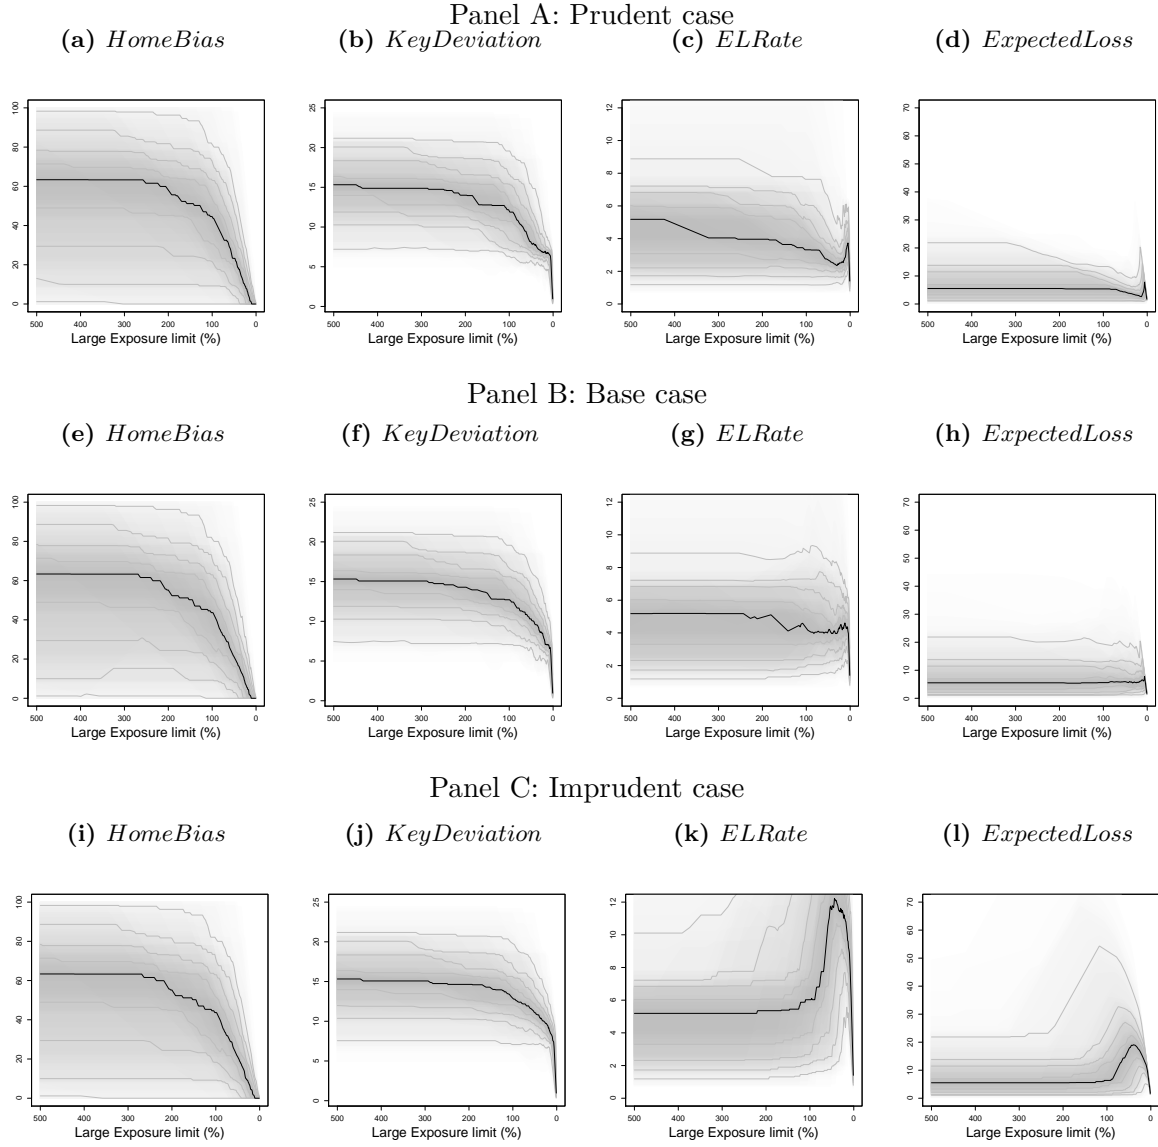 Panel A: Prudent case
(a) HomeBias (b) KeyDeviation (c) ELRate (d) ExpectedLoss
100 80 60 40 20 0
25 20 15 10 5 0
12 10 8 6 4 2 0
70 60 50 40 30 20 10 0
500 400 300 200 100 0 500 400 300 200 100 0 500 400 300 200 100 0 500 400 300 200 100 0
Large Exposure limit (%) Large Exposure limit (%) Large Exposure limit (%) Large Exposure limit (%)
Panel B: Base case
(e) HomeBias (f) KeyDeviation (g) ELRate (h) ExpectedLoss
100 80 60 40 20 0
25 20 15 10 5 0
12 10 8 6 4 2 0
70 60 50 40 30 20 10 0
500 400 300 200 100 0 500 400 300 200 100 0 500 400 300 200 100 0 500 400 300 200 100 0
Large Exposure limit (%) Large Exposure limit (%) Large Exposure limit (%) Large Exposure limit (%)
Panel C: Imprudent case
(i) HomeBias (j) KeyDeviation (k) ELRate (l) ExpectedLoss
100 80 60 40 20 0
25 20 15 10 5 0
12 10 8 6 4 2 0
70 60 50 40 30 20 10 0
500 400 300 200 100 0 500 400 300 200 100 0 500 400 300 200 100 0 500 400 300 200 100 0
Large Exposure limit (%) Large Exposure limit (%) Large Exposure limit (%) Large Exposure limit (%)